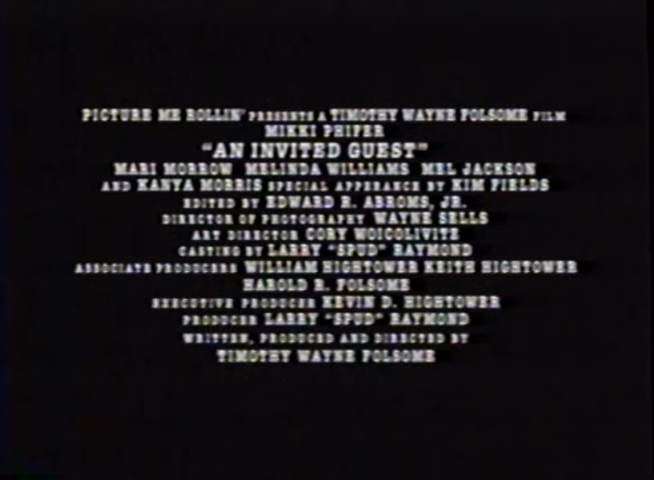 PICTURE ME ROLLIN' PRESENTS A TIMOTHY WAYNE FOLSOME FILM
MIKKI PHIFER
"AN INVITED GUEST"
MARI MORROW MELINDA WILLIAMS MEL JACKSON
AND KANYA MORRIS SPECIAL APPERANCE BY KIM FIELDS
EDITED BY EDWARD R. ABROMS, JR.
DIRECTOR OF PHOTOGRAPHY WAYNE SELLS
ART DIRECTOR CORY WOICOLIVITE
CASTING BY LARRY "SPUD" RAYMOND
ASSOCIATE PRODUCERS WILLIAM HIGHTOWER KEITH HIGHTOWER
HAROLD R. FOLSOME
EXECUTIVE PRODUCER KEVIN D. HIGHTOWER
PRODUCER LARRY "SPUD" RAYMOND
WRITTEN, PRODUCED AND DIRECTED BY
TIMOTHY WAYNE FOLSOME